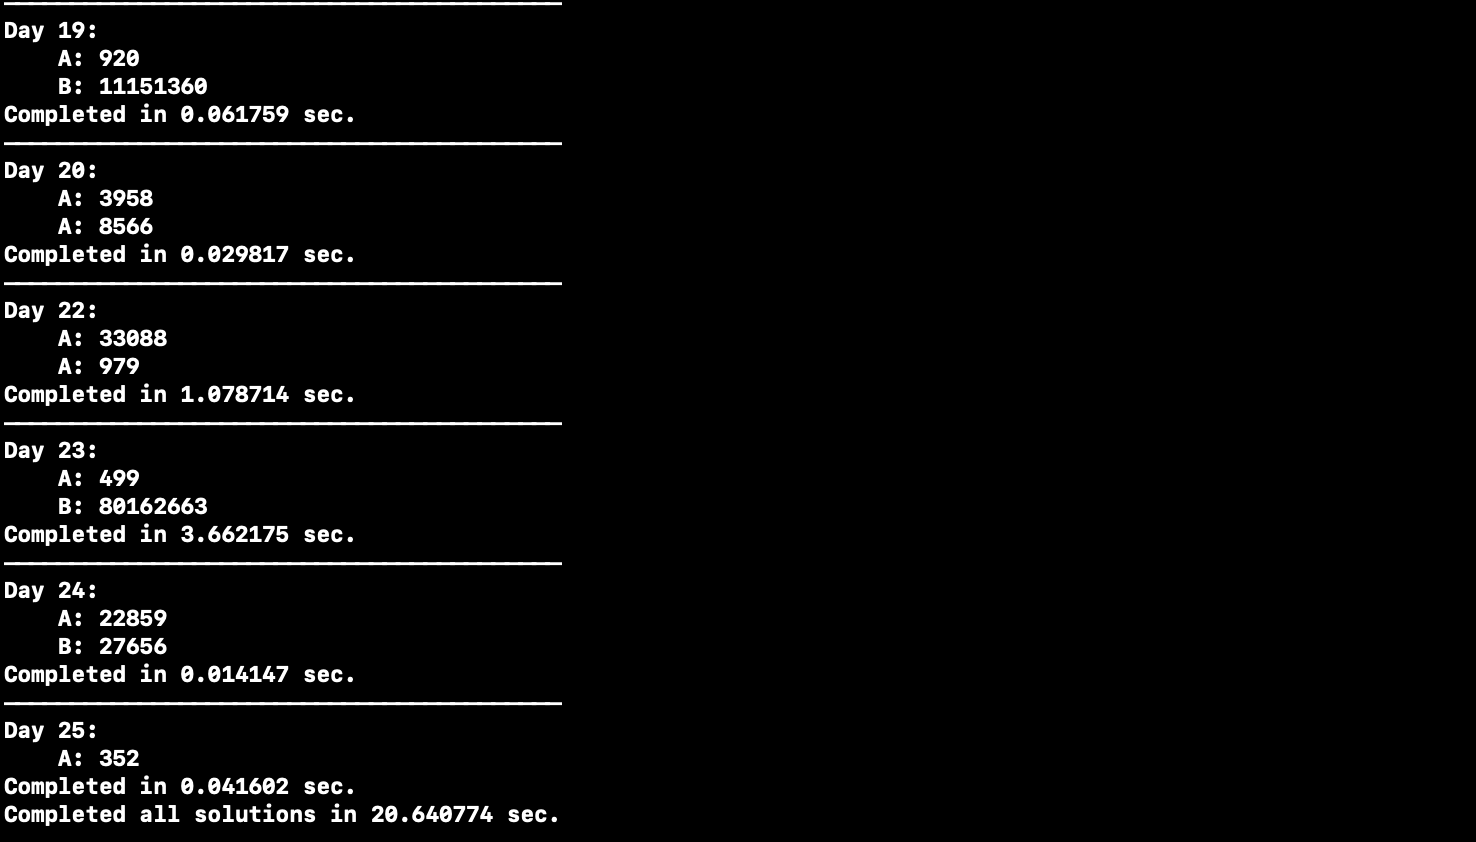 Day 19:
A: 920
B: 11151360
Completed in 0.061759 sec.
Day 20:
A: 3958
A: 8566
Completed in 0.029817 sec.
Day 22:
A: 33088
A: 979
Completed in 1.078714 sec.
Day 23:
A: 499
B: 80162663
Completed in 3.662175 sec.
Day 24:
A: 22859
B: 27656
Completed in 0.014147 sec.
Day 25:
A: 352
Completed in 0.041602 sec.
Completed all solutions in 20.640774 sec.